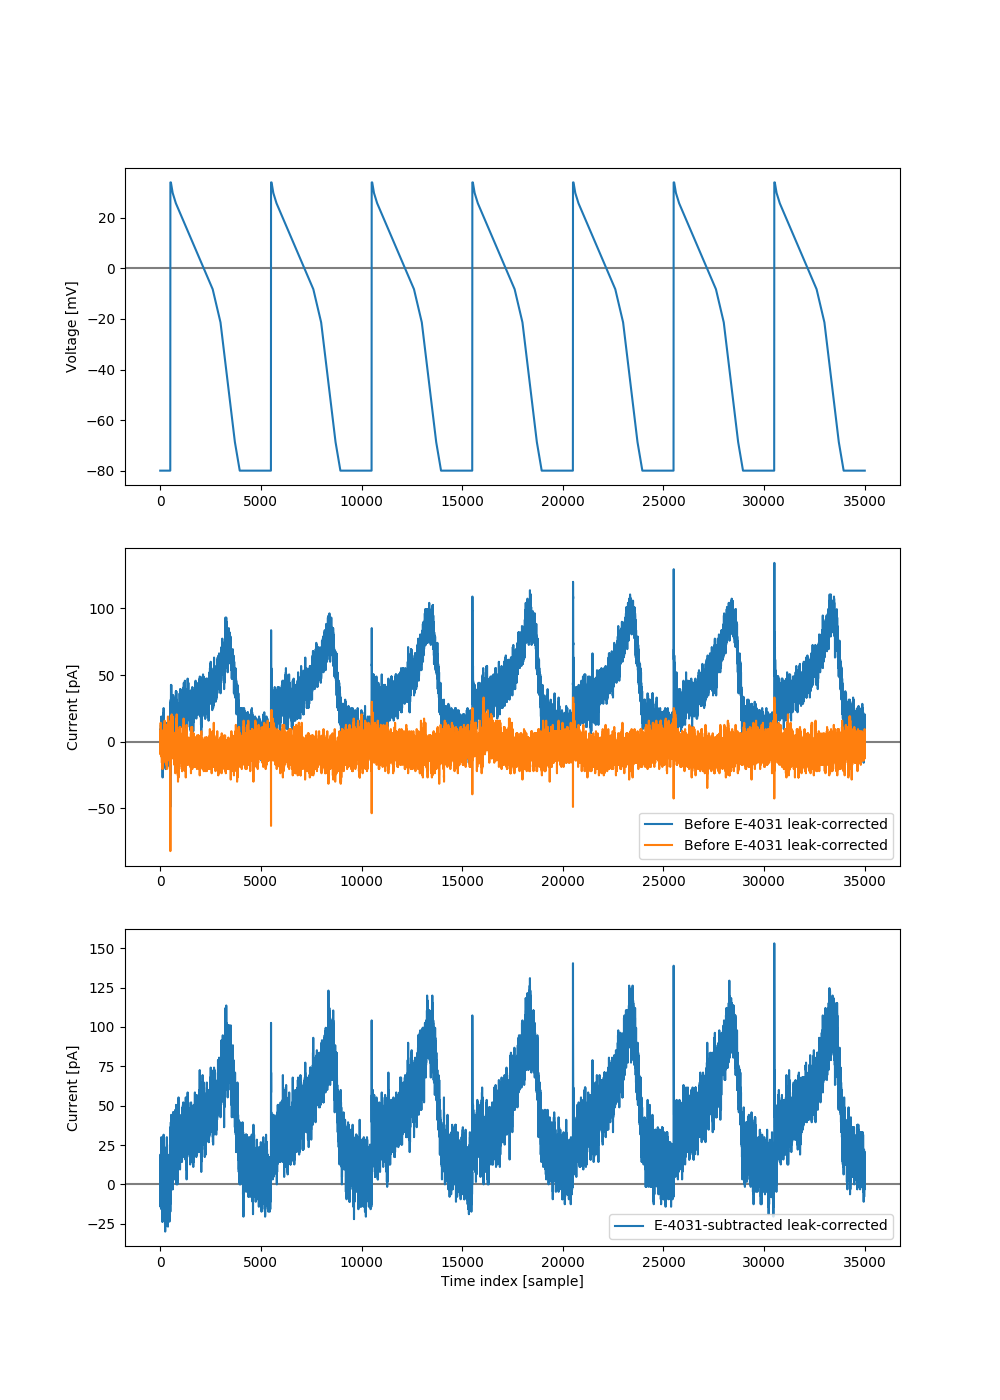 20
0
−20
−40
−60
−80
Voltage [mV]
0 5000 10000 15000 20000 25000 30000 35000
100
50
0
−50
Current [pA]
Before E-4031 leak-corrected
Before E-4031 leak-corrected
0 5000 10000 15000 20000 25000 30000 35000
150
125
100
75
50
25
0
−25
Current [pA]
E-4031-subtracted leak-corrected
0 5000 10000 15000 20000 25000 30000 35000
Time index [sample]